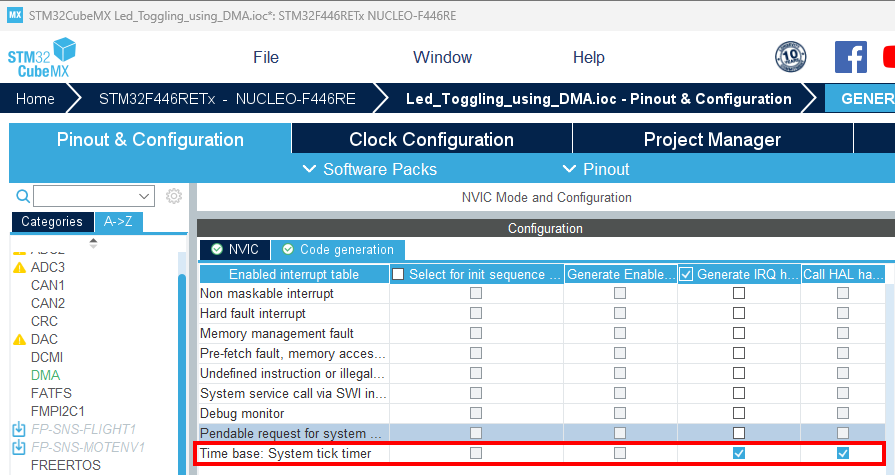 MX STM32CubeMX Led_Toggling_using_DMA.ioc*: STM32F446RETx NUCLEO-F446RE
STM32
CubeMX
File Window Help
10
Home STM32F446RETx - NUCLEO-F446RE Led_Toggling_using_DMA.ioc - Pinout & Configuration GENER
Pinout & Configuration Clock Configuration Project Manager
Software Packs Pinout
NVIC Mode and Configuration
Categories A->Z
Configuration
NVIC Code generation
Enabled interrupt table Select for init sequence ... Generate Enable... Generate IRQ h... Call HAL ha...
Non maskable interrupt
Hard fault interrupt
Memory management fault
Pre-fetch fault, memory acces...
Undefined instruction or illegal...
System service call via SWI in...
Debug monitor
Pendable request for system ...
Time base: System tick timer
ADC2
ADC3
CAN1
CAN2
CRC
DAC
DCMI
DMA
FATFS
FMPI2C1
FP-SNS-FLIGHT1
FP-SNS-MOTENV1
FREERTOS